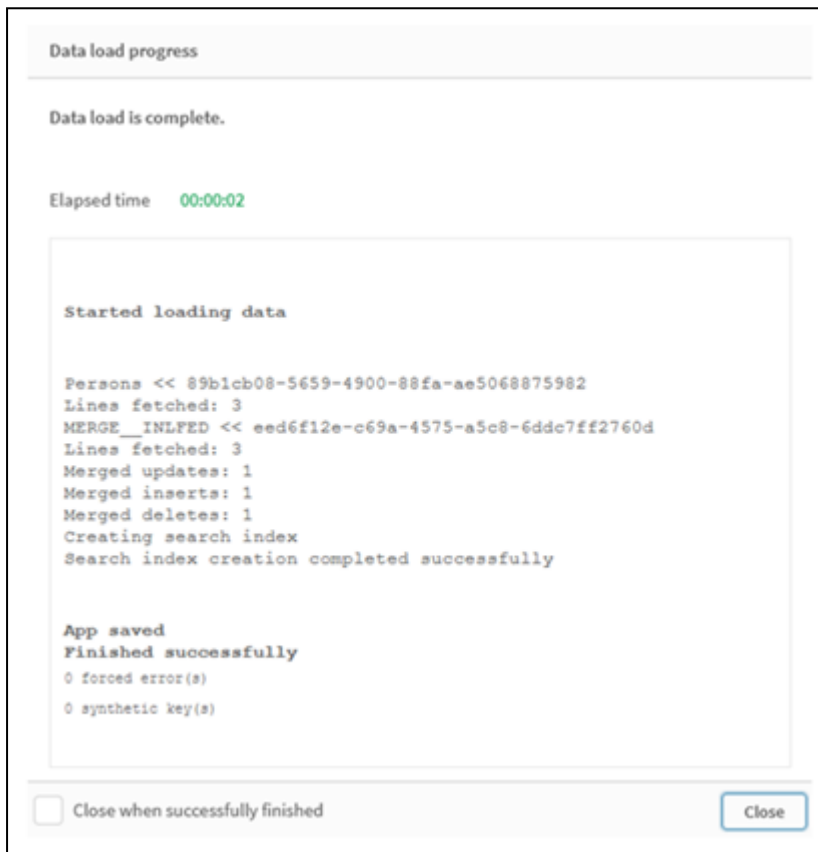 Data load progress
Data load is complete.
Elapsed time 00:00:02
Started loading data
Persons << 89b1cb08-5659-4900-88fa-ae5068875982
Lines fetched: 3
MERGE__INLFED << eed6f12e-c69a-4575-a5c8-6ddc7ff2760d
Lines fetched: 3
Merged updates: 1
Merged inserts: 1
Merged deletes: 1
Creating search index
Search index creation completed successfully
App saved
Finished successfully
0 forced error(s)
0 synthetic key(s)
Close when successfully finished Close